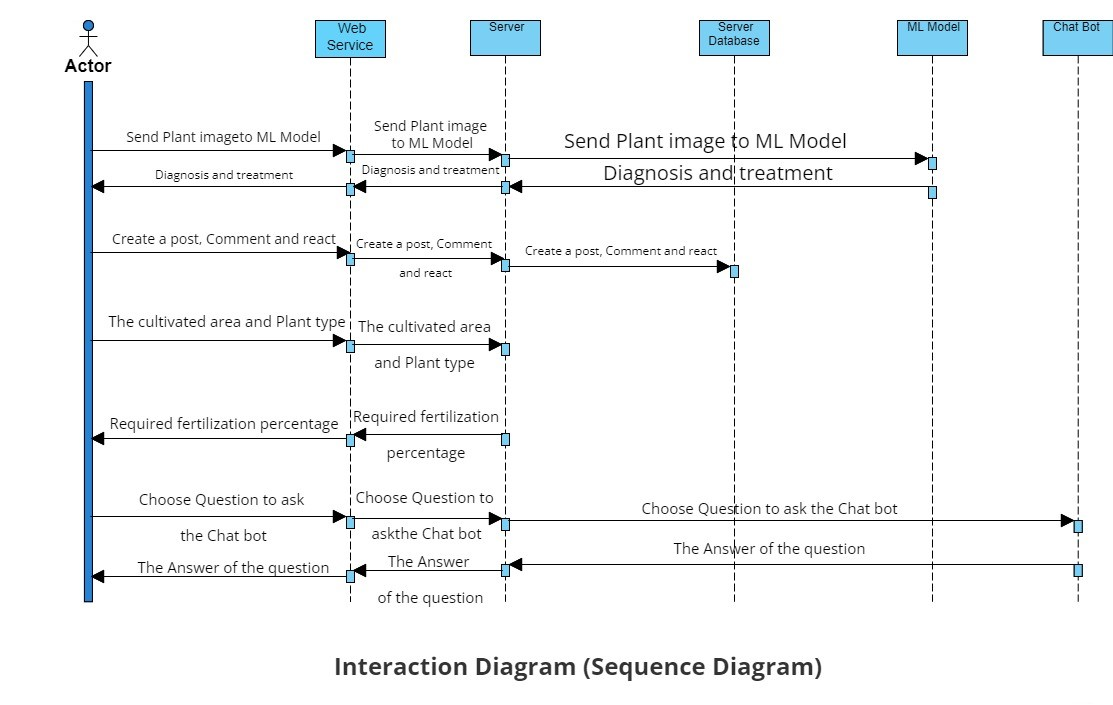 Actor
Web
Service
Server
Server
Database
ML Model
Chat Bot
Send Plant imageto ML Model
Send Plant image
to ML Model
Send Plant image to ML Model
Diagnosis and treatment
Diagnosis and treatment
Diagnosis and treatment
Create a post, Comment and react
Create a post, Comment
and react
Create a post, Comment and react
The cultivated area and Plant type
The cultivated area
and Plant type
Required fertilization percentage
Required fertilization
percentage
Choose Question to ask
the Chat bot
Choose Question to
askthe Chat bot
Choose Question to ask the Chat bot
The Answer of the question
The Answer
of the question
The Answer of the question
Interaction Diagram (Sequence Diagram)